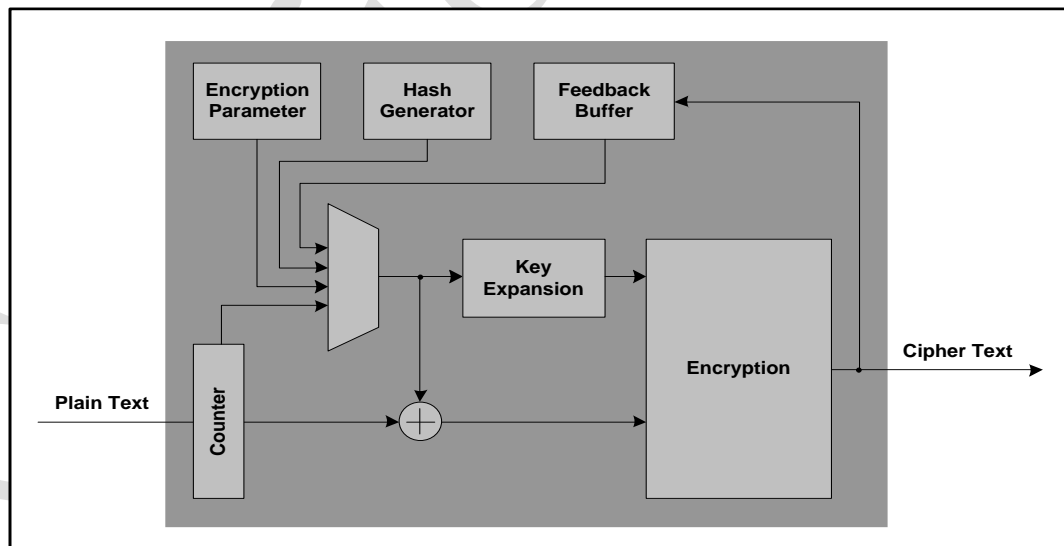 Encryption
Parameter
Hash
Generator
Feedback
Buffer
Key
Expansion
Encryption
Cipher Text
Plain Text
Counter